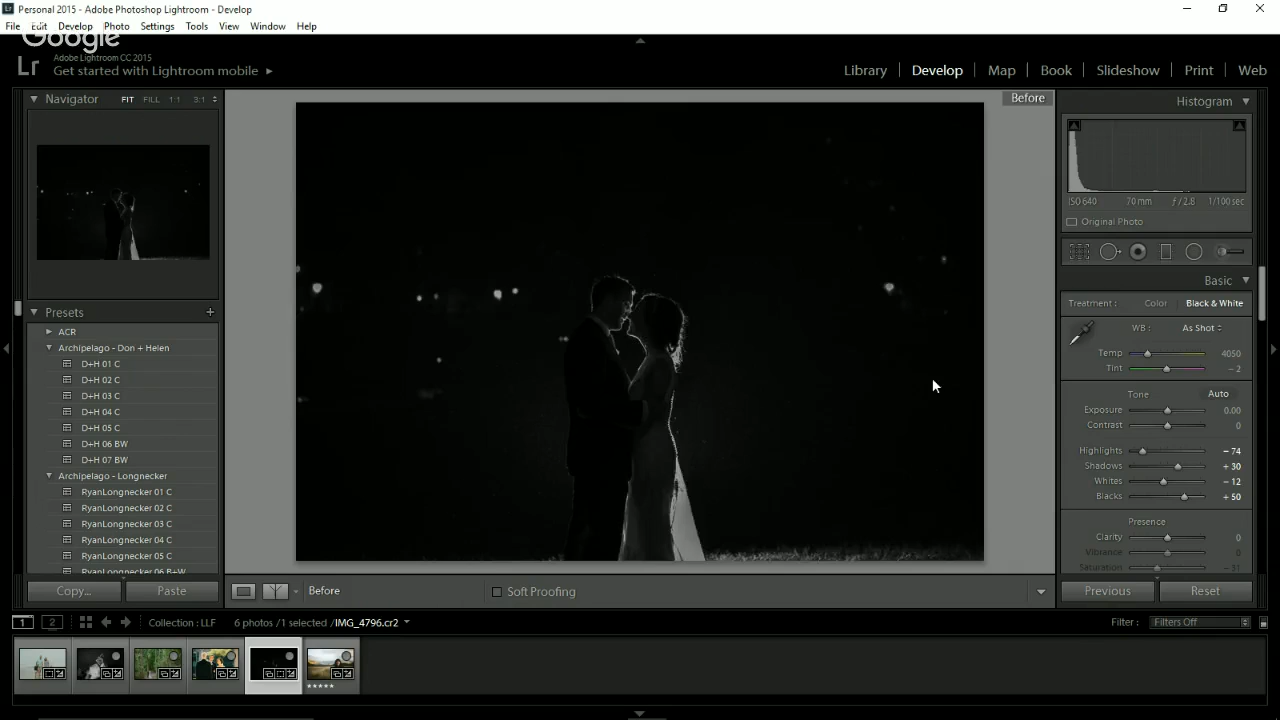 Personal 2015 - Adobe Photoshop Lightroom - Develop
File Edit Develop Photo Settings Tools View Window Help
Google
Lr
Adobe Lightroom CC 2015
Get started with Lightroom mobile
Library Develop Map Book Slideshow Print Web
Navigator FIT FILL 1:1 3:1
Before
Histogram
ISO 640 70 mm ƒ / 2.8 1/100 sec
Original Photo
Basic
Treatment : Color Black & White
WB : As Shot
Temp 4050
Tint – 2
Tone Auto
Exposure 0.00
Contrast 0
Highlights – 74
Shadows + 30
Whites – 12
Blacks + 50
Presence
Clarity 0
Vibrance 0
Saturation – 31
Previous Reset
Presets +
ACR
Archipelago - Don + Helen
D+H 01 C
D+H 02 C
D+H 03 C
D+H 04 C
D+H 05 C
D+H 06 BW
D+H 07 BW
Archipelago - Longnecker
RyanLongnecker 01 C
RyanLongnecker 02 C
RyanLongnecker 03 C
RyanLongnecker 04 C
RyanLongnecker 05 C
RyanLongnecker 06 B+W
Copy... Paste
Before
Soft Proofing
1 2 Collection : LLF 6 photos / 1 selected / IMG_4796.cr2
Filter : Filters Off